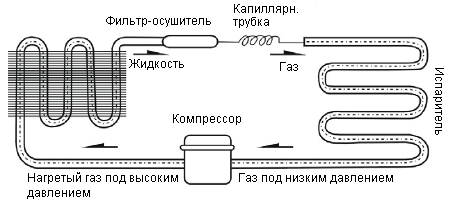 Фильтр-осушитель
Капиллярн.
трубка
Жидкость
Газ
Испаритель
Компрессор
Нагретый газ под высоким
давлением
Газ под низким давлением